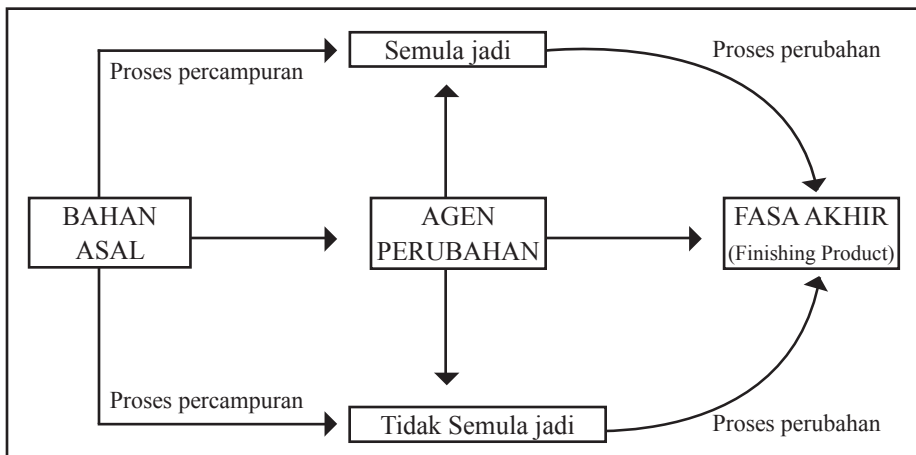 Semula jadi
Proses perubahan
Proses percampuran
BAHAN
ASAL
AGEN
PERUBAHAN
FASA AKHIR
(Finishing Product)
Proses percampuran
Tidak Semula jadi
Proses perubahan